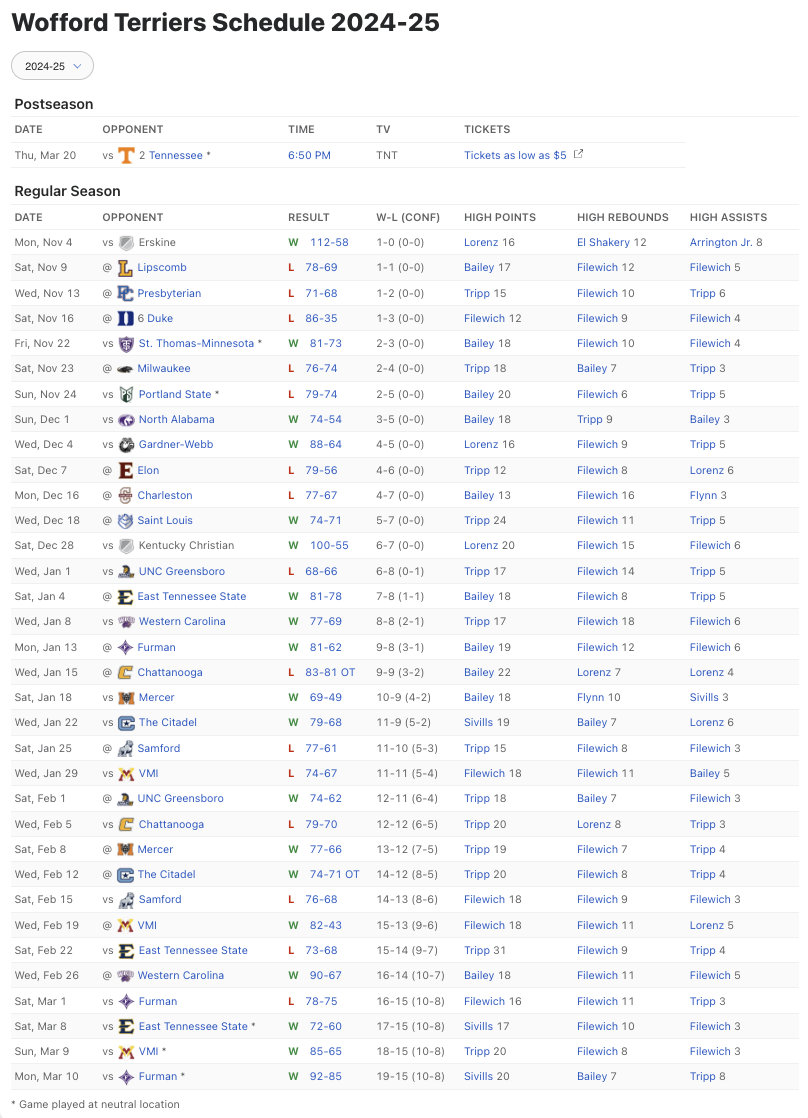 Wofford Terriers Schedule 2024-25
2024-25
Postseason
DATE OPPONENT TIME TV TICKETS
Thu, Mar 20 vs 2 Tennessee * 6:50 PM TNT Tickets as low as $5
Regular Season
DATE OPPONENT RESULT W-L (CONF) HIGH POINTS HIGH REBOUNDS HIGH ASSISTS
Mon, Nov 4 vs Erskine W 112-58 1-0 (0-0) Lorenz 16 El Shakery 12 Arrington Jr. 8
Sat, Nov 9 @ Lipscomb L 78-69 1-1 (0-0) Bailey 17 Filewich 12 Filewich 5
Wed, Nov 13 @ Presbyterian L 71-68 1-2 (0-0) Tripp 15 Filewich 10 Tripp 6
Sat, Nov 16 @ 6 Duke L 86-35 1-3 (0-0) Filewich 12 Filewich 9 Filewich 4
Fri, Nov 22 vs St. Thomas-Minnesota * W 81-73 2-3 (0-0) Bailey 18 Filewich 10 Filewich 4
Sat, Nov 23 @ Milwaukee L 76-74 2-4 (0-0) Tripp 18 Bailey 7 Tripp 3
Sun, Nov 24 vs Portland State * L 79-74 2-5 (0-0) Bailey 20 Filewich 6 Tripp 5
Sun, Dec 1 vs North Alabama W 74-54 3-5 (0-0) Bailey 18 Tripp 9 Bailey 3
Wed, Dec 4 vs Gardner-Webb W 88-64 4-5 (0-0) Lorenz 16 Filewich 9 Tripp 5
Sat, Dec 7 @ Elon L 79-56 4-6 (0-0) Tripp 12 Filewich 8 Lorenz 6
Mon, Dec 16 @ Charleston L 77-67 4-7 (0-0) Bailey 13 Filewich 16 Flynn 3
Wed, Dec 18 @ Saint Louis W 74-71 5-7 (0-0) Tripp 24 Filewich 11 Tripp 5
Sat, Dec 28 vs Kentucky Christian W 100-55 6-7 (0-0) Lorenz 20 Filewich 15 Filewich 6
Wed, Jan 1 vs UNC Greensboro L 68-66 6-8 (0-1) Tripp 17 Filewich 14 Tripp 5
Sat, Jan 4 @ East Tennessee State W 81-78 7-8 (1-1) Bailey 18 Filewich 8 Tripp 5
Wed, Jan 8 vs Western Carolina W 77-69 8-8 (2-1) Tripp 17 Filewich 18 Filewich 6
Mon, Jan 13 @ Furman W 81-62 9-8 (3-1) Bailey 19 Filewich 12 Filewich 6
Wed, Jan 15 @ Chattanooga L 83-81 OT 9-9 (3-2) Bailey 22 Lorenz 7 Lorenz 4
Sat, Jan 18 vs Mercer W 69-49 10-9 (4-2) Bailey 18 Flynn 10 Sivills 3
Wed, Jan 22 vs The Citadel W 79-68 11-9 (5-2) Sivills 19 Bailey 7 Lorenz 6
Sat, Jan 25 @ Samford L 77-61 11-10 (5-3) Tripp 15 Filewich 8 Filewich 3
Wed, Jan 29 vs VMI L 74-67 11-11 (5-4) Filewich 18 Filewich 11 Bailey 5
Sat, Feb 1 @ UNC Greensboro W 74-62 12-11 (6-4) Tripp 18 Bailey 7 Filewich 3
Wed, Feb 5 vs Chattanooga L 79-70 12-12 (6-5) Tripp 20 Lorenz 8 Tripp 3
Sat, Feb 8 @ Mercer W 77-66 13-12 (7-5) Tripp 19 Filewich 7 Tripp 4
Wed, Feb 12 @ The Citadel W 74-71 OT 14-12 (8-5) Tripp 20 Filewich 8 Tripp 4
Sat, Feb 15 vs Samford L 76-68 14-13 (8-6) Filewich 18 Filewich 9 Filewich 3
Wed, Feb 19 @ VMI W 82-43 15-13 (9-6) Filewich 18 Filewich 11 Lorenz 5
Sat, Feb 22 vs East Tennessee State L 73-68 15-14 (9-7) Tripp 31 Filewich 9 Tripp 4
Wed, Feb 26 @ Western Carolina W 90-67 16-14 (10-7) Bailey 18 Filewich 11 Filewich 5
Sat, Mar 1 vs Furman L 78-75 16-15 (10-8) Filewich 16 Filewich 11 Tripp 3
Sat, Mar 8 vs East Tennessee State * W 72-60 17-15 (10-8) Sivills 17 Filewich 10 Filewich 3
Sun, Mar 9 vs VMI * W 85-65 18-15 (10-8) Tripp 20 Filewich 8 Filewich 3
Mon, Mar 10 vs Furman * W 92-85 19-15 (10-8) Sivills 20 Bailey 7 Tripp 8
* Game played at neutral location